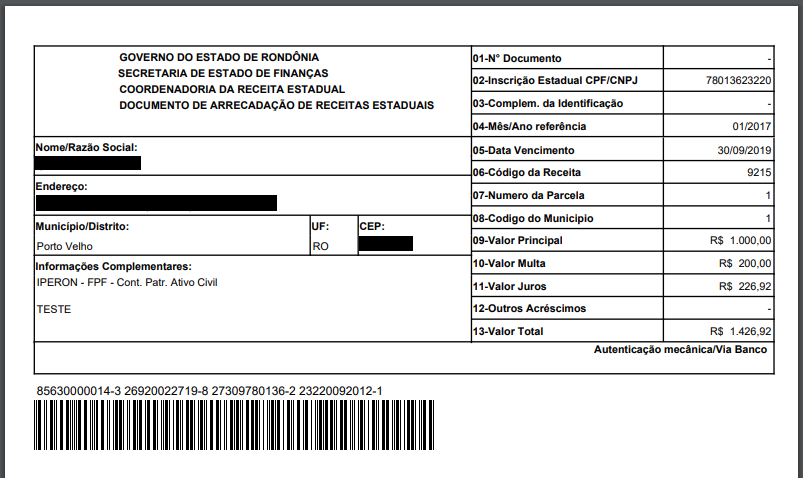 GOVERNO DO ESTADO DE RONDÔNIA
SECRETARIA DE ESTADO DE FINANÇAS
COORDENADORIA DA RECEITA ESTADUAL
DOCUMENTO DE ARRECADAÇÃO DE RECEITAS ESTADUAIS
Nome/Razão Social:
Endereço:
Município/Distrito:
Porto Velho
UF:
RO
CEP:
Informações Complementares:
IPERON - FPF - Cont. Patr. Ativo Civil
TESTE
01-N° Documento -
02-Inscrição Estadual CPF/CNPJ 78013623220
03-Complem. da Identificação -
04-Mês/Ano referência 01/2017
05-Data Vencimento 30/09/2019
06-Código da Receita 9215
07-Numero da Parcela 1
08-Codigo do Municipio 1
09-Valor Principal R$ 1.000,00
10-Valor Multa R$ 200,00
11-Valor Juros R$ 226,92
12-Outros Acréscimos -
13-Valor Total R$ 1.426,92
Autenticação mecânica/Via Banco
85630000014-3 26920022719-8 27309780136-2 23220092012-1